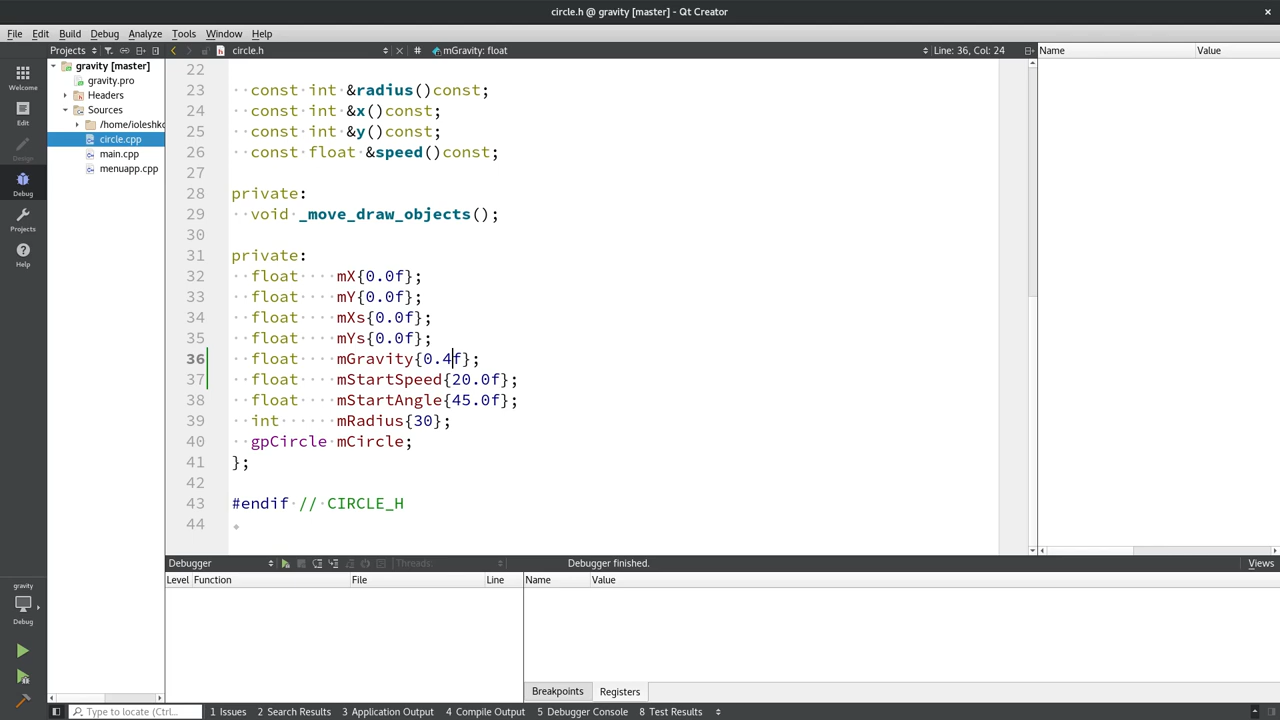 circle.h @ gravity [master] - Qt Creator
×
File Edit Build Debug Analyze Tools Window Help
Projects
circle.h
# mGravity: float
Line: 36, Col: 24
Name Value
Welcome
Edit
Design
Debug
Projects
Help
gravity
Debug
gravity [master]
gravity.pro
Headers
Sources
/home/ioleshko
circle.cpp
main.cpp
menuapp.cpp
22
23 const int &radius()const;
24 const int &x()const;
25 const int &y()const;
26 const float &speed()const;
27
28 private:
29 void _move_draw_objects();
30
31 private:
32 float mX{0.0f};
33 float mY{0.0f};
34 float mXs{0.0f};
35 float mYs{0.0f};
36 float mGravity{0.4f};
37 float mStartSpeed{20.0f};
38 float mStartAngle{45.0f};
39 int mRadius{30};
40 gpCircle mCircle;
41 };
42
43 #endif // CIRCLE_H
44
Debugger Threads: Debugger finished. Views
Level Function File Line Name Value
Breakpoints Registers
Type to locate (Ctrl... 1 Issues 2 Search Results 3 Application Output 4 Compile Output 5 Debugger Console 8 Test Results